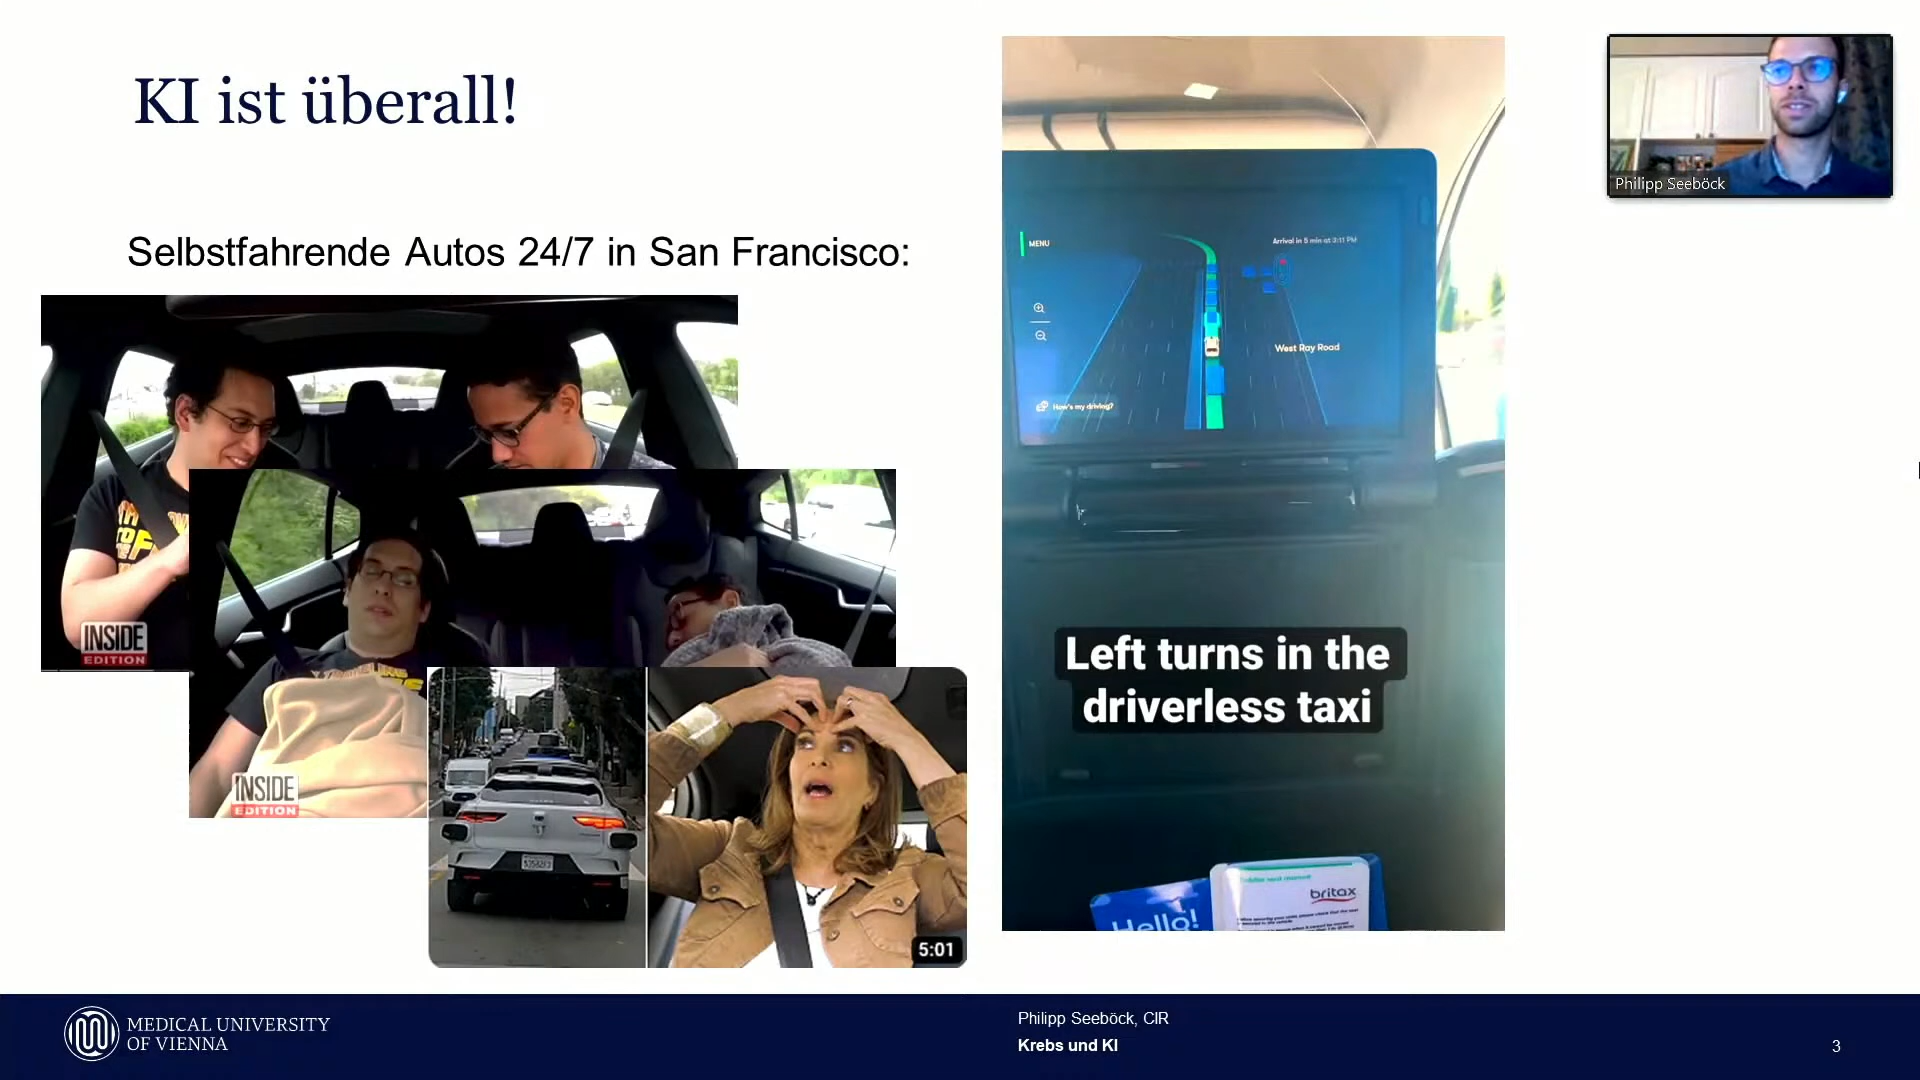 KI ist überall!
Selbstfahrende Autos 24/7 in San Francisco:
INSIDE
EDITION
INSIDE
EDITION
5:01
MENU
Arrival in 5 min at 3:11 PM
West Ray Road
How's my driving?
Left turns in the
driverless taxi
Hello!
britax
Philipp Seeböck
MEDICAL UNIVERSITY
OF VIENNA
Philipp Seeböck, CIR
Krebs und KI
3